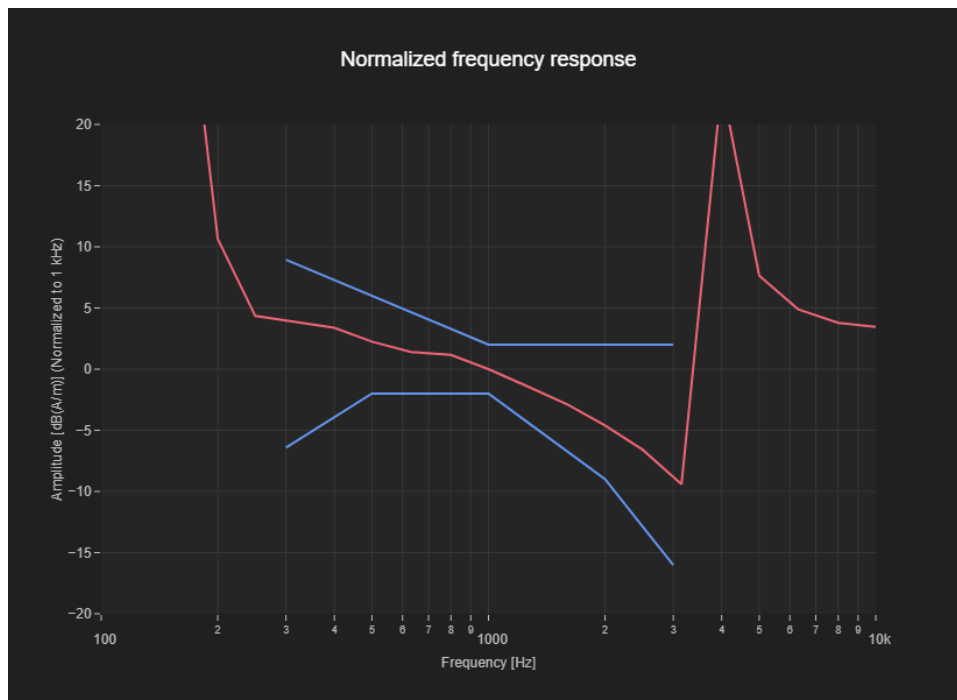 Normalized frequency response
Amplitude [dB(A/m)] (Normalized to 1 kHz)
20
15
10
5
0
−5
−10
−15
−20
100 2 3 4 5 6 7 8 9 1000 2 3 4 5 6 7 8 9 10k
Frequency [Hz]